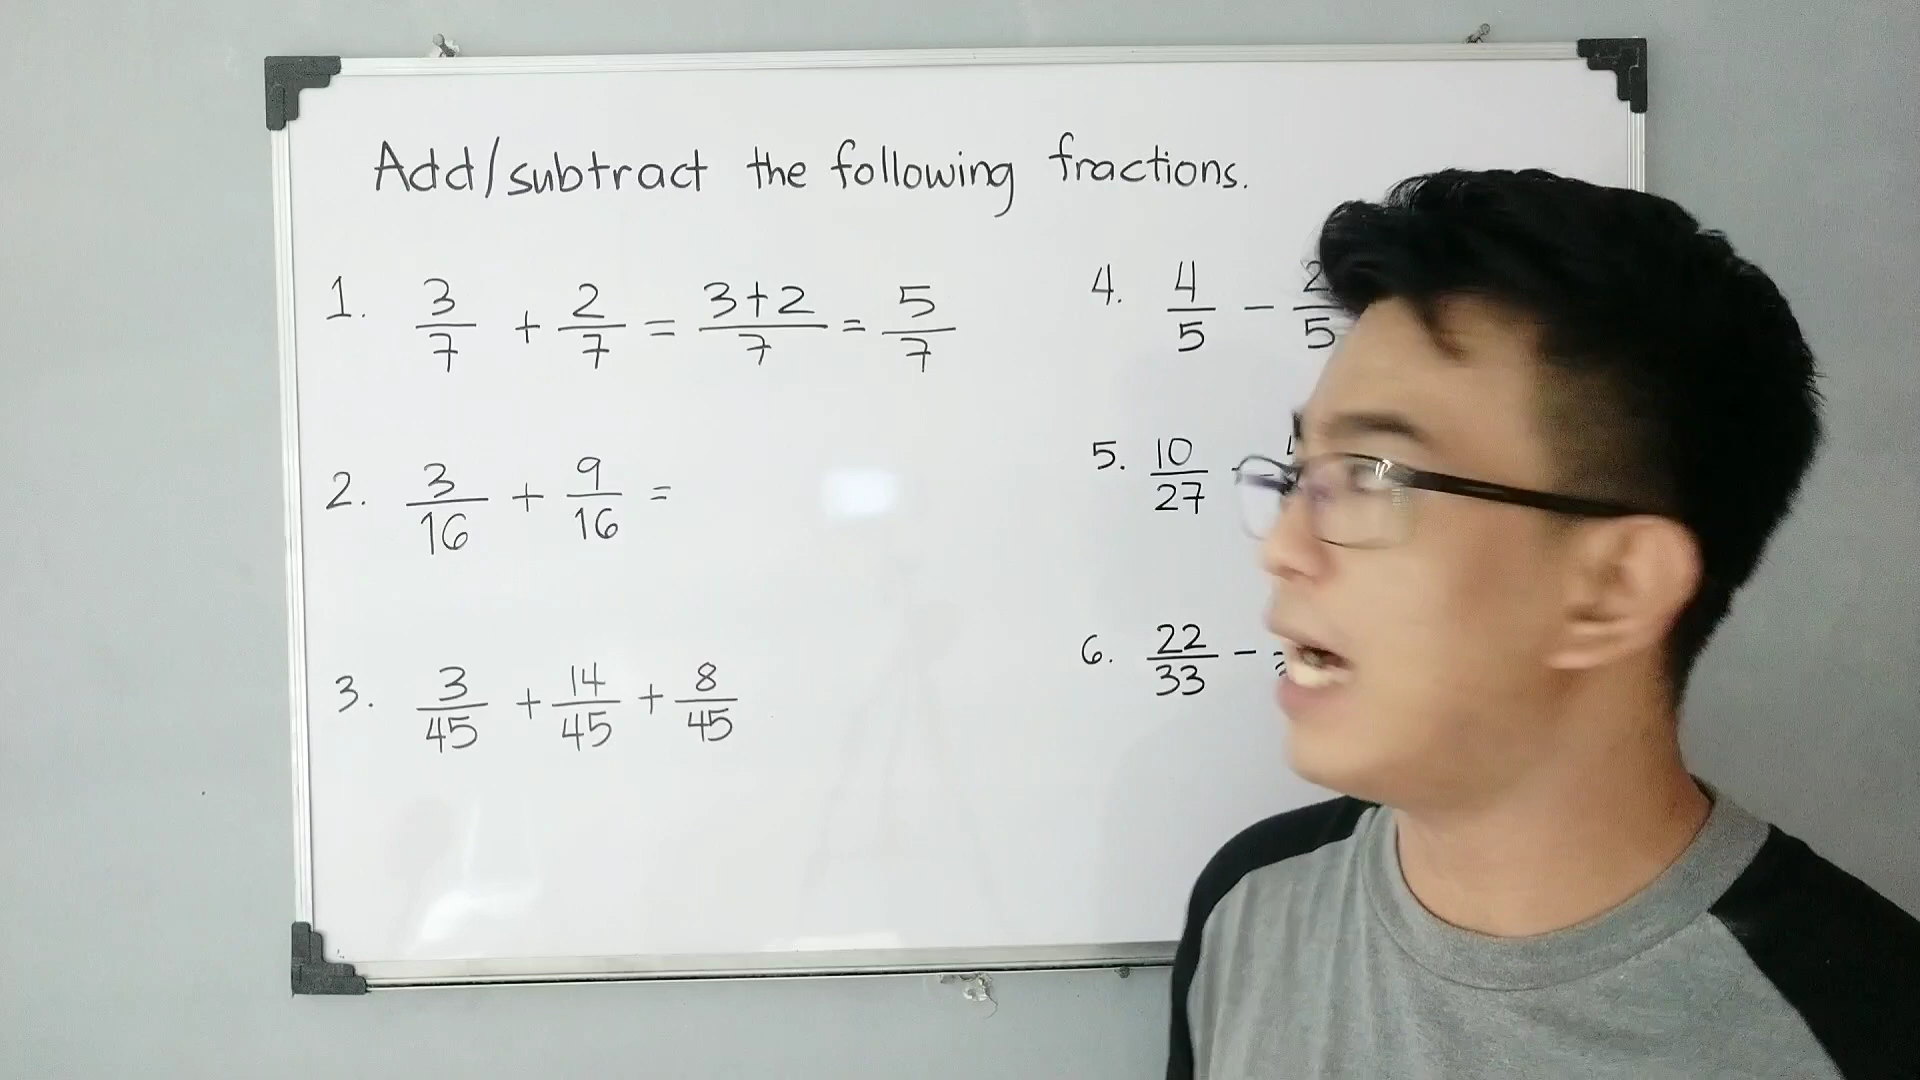 Add/subtract the following fractions.
1. 3/7 + 2/7 = 3+2/7 = 5/7
2. 3/16 + 9/16 =
3. 3/45 + 14/45 + 8/45
4. 4/5 - 2/5
5. 10/27 -
6. 22/33 -